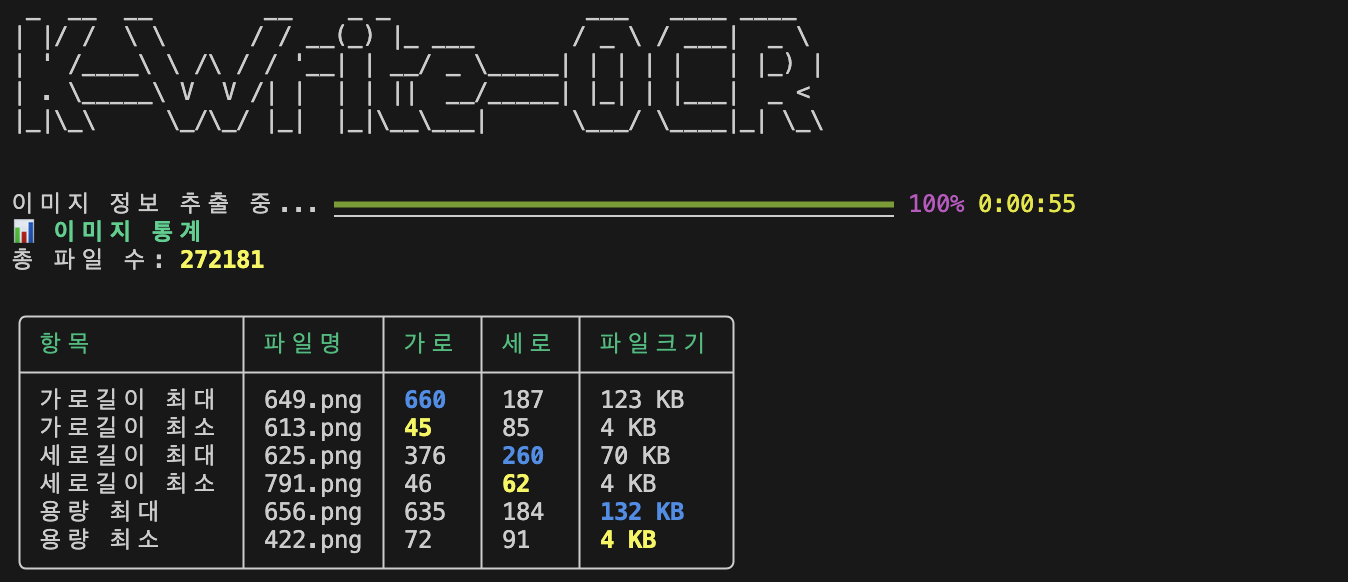 K-Write-OCR
이미지 정보 추출 중... 100% 0:00:55
📊 이미지 통계
총 파일 수: 272181
항목 파일명 가로 세로 파일크기
가로길이 최대 649.png 660 187 123 KB
가로길이 최소 613.png 45 85 4 KB
세로길이 최대 625.png 376 260 70 KB
세로길이 최소 791.png 46 62 4 KB
용량 최대 656.png 635 184 132 KB
용량 최소 422.png 72 91 4 KB